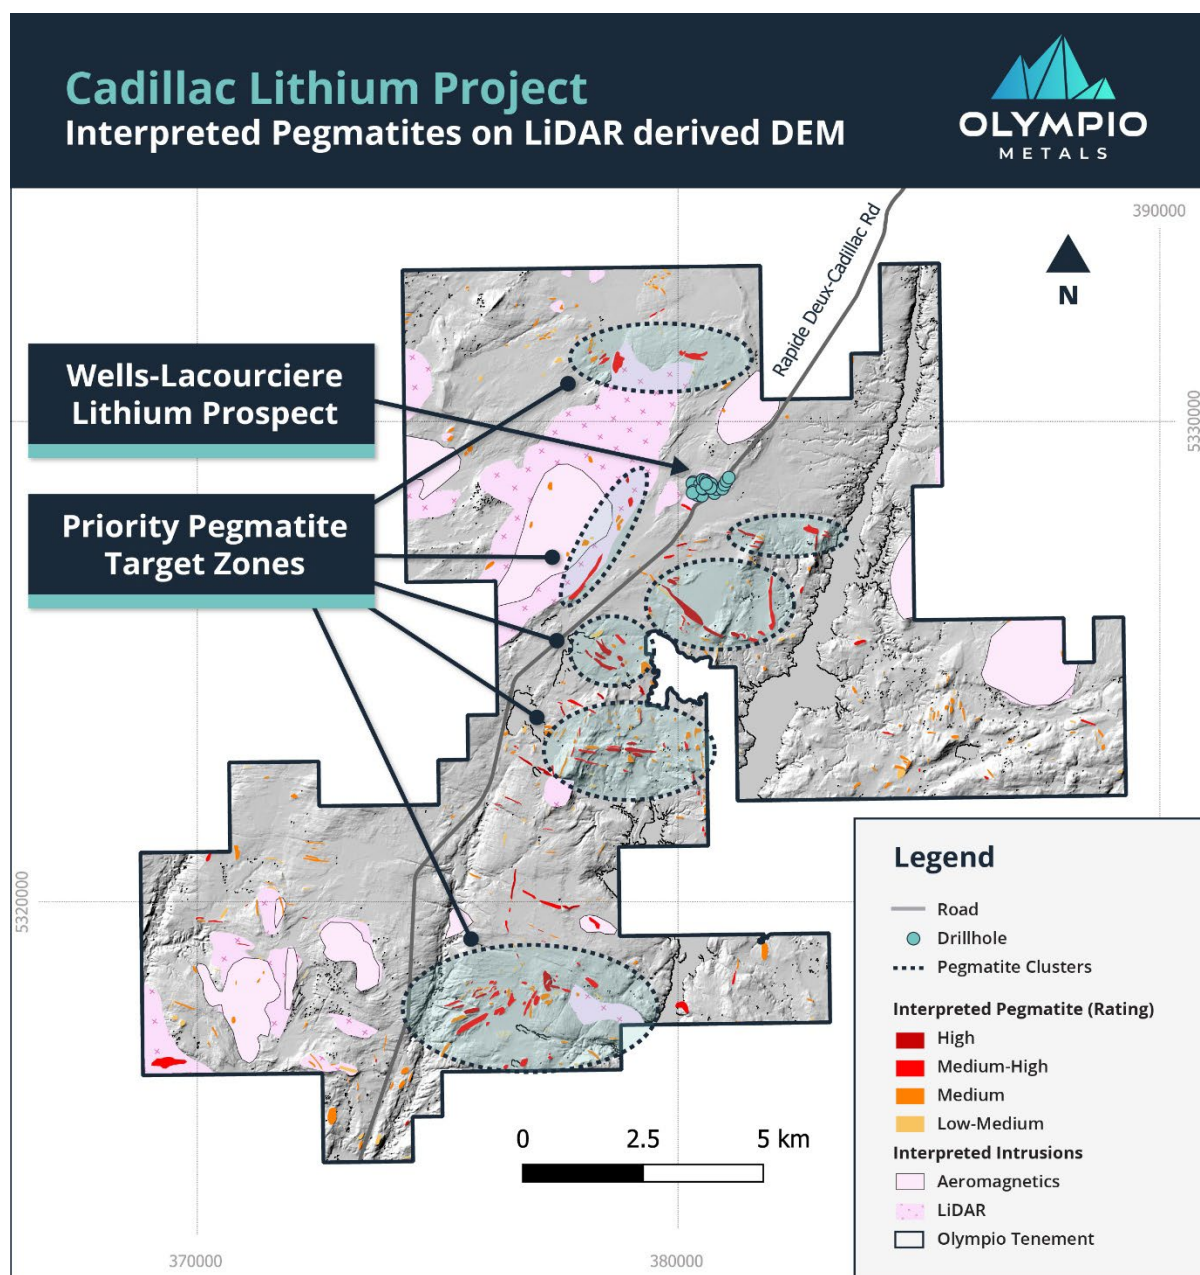 Cadillac Lithium Project
Interpreted Pegmatites on LiDAR derived DEM
OLYMPIO
METALS
390000
Rapide Deux-Cadillac Rd
N
Wells-Lacourciere
Lithium Prospect
5330000
Priority Pegmatite
Target Zones
5320000
Legend
Road
Drillhole
Pegmatite Clusters
Interpreted Pegmatite (Rating)
High
Medium-High
Medium
Low-Medium
Interpreted Intrusions
Aeromagnetics
LiDAR
Olympio Tenement
0 2.5 5 km
370000
380000